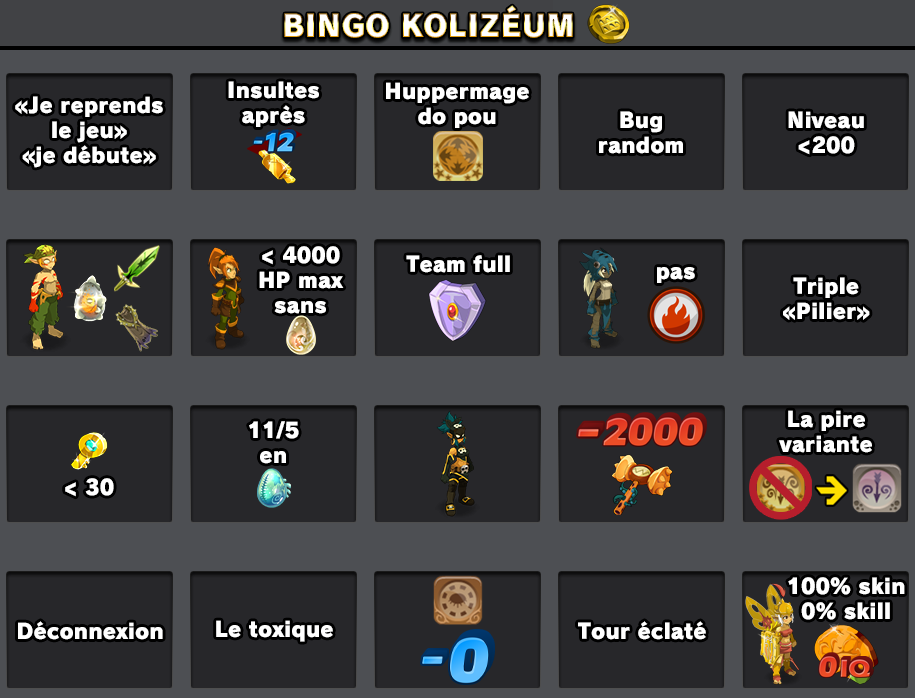 BINGO KOLIZÉUM
«Je reprends
le jeu»
«je débute»
Insultes
après
-12
Huppermage
do pou
Bug
random
Niveau
<200
< 4000
HP max
sans
Team full
pas
Triple
«Pilier»
< 30
11/5
en
-2000
La pire
variante
Déconnexion
Le toxique
-0
Tour éclaté
100% skin
0% skill
0IQ